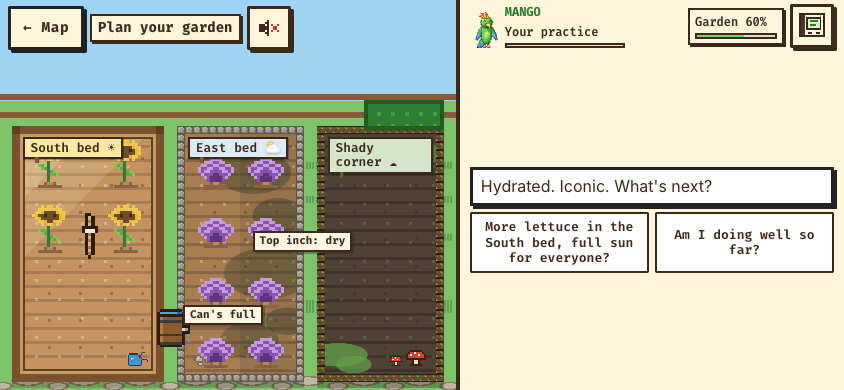 ← Map
Plan your garden
South bed ☀
East bed ⛅
Shady
corner ☁
Top inch: dry
Can's full
MANGO
Your practice
Garden 60%
Hydrated. Iconic. What's next?
More lettuce in the
South bed, full sun
for everyone?
Am I doing well so
far?